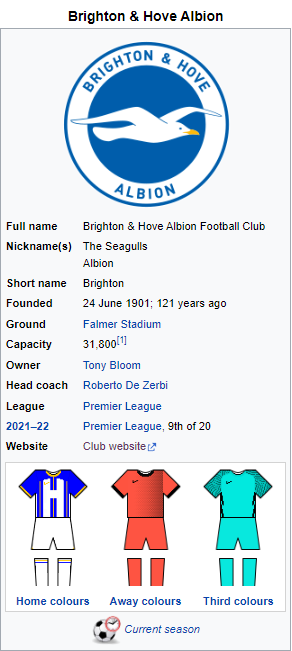 Brighton & Hove Albion
BRIGHTON & HOVE
ALBION
Full name Brighton & Hove Albion Football Club
Nickname(s) The Seagulls
Albion
Short name Brighton
Founded 24 June 1901; 121 years ago
Ground Falmer Stadium
Capacity 31,800[1]
Owner Tony Bloom
Head coach Roberto De Zerbi
League Premier League
2021–22 Premier League, 9th of 20
Website Club website
Home colours Away colours Third colours
Current season